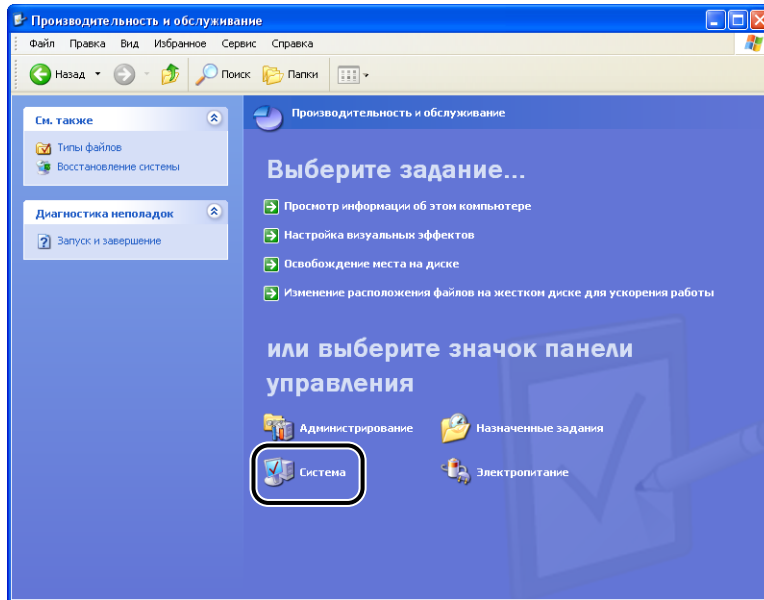 Производительность и обслуживание
Файл Правка Вид Избранное Сервис Справка
Назад Поиск Папки
См. также
Типы файлов
Восстановление системы
Диагностика неполадок
Запуск и завершение
Производительность и обслуживание
Выберите задание...
Просмотр информации об этом компьютере
Настройка визуальных эффектов
Освобождение места на диске
Изменение расположения файлов на жестком диске для ускорения работы
или выберите значок панели
управления
Администрирование
Назначенные задания
Система
Электропитание